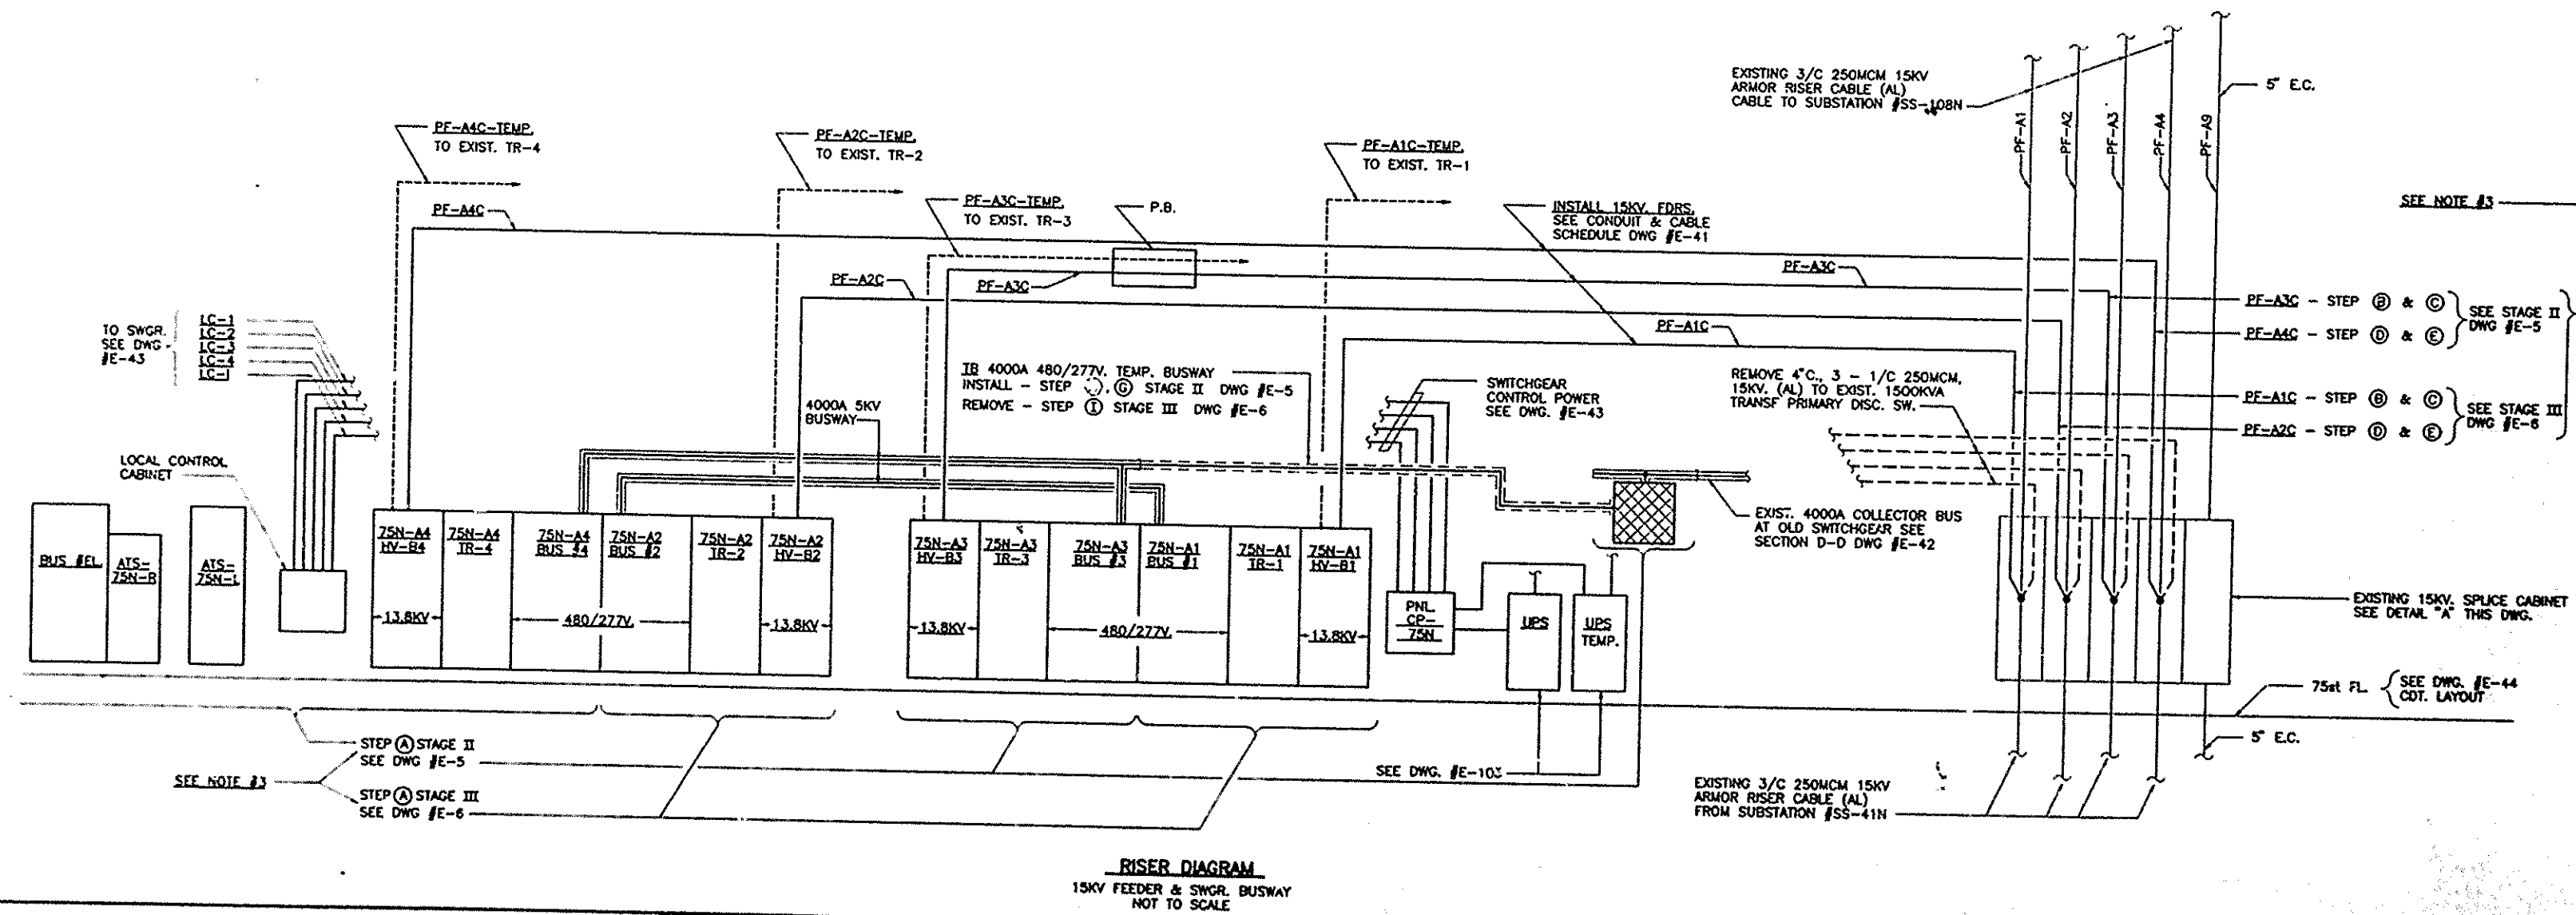 EXISTING 3/C 250MCM 15KV
ARMOR RISER CABLE (AL)
CABLE TO SUBSTATION #SS-108N
5" E.C.
PF-A1
PF-A2
PF-A3
PF-A4
PF-A9
PF-A4C-TEMP.
TO EXIST. TR-4
PF-A2C-TEMP.
TO EXIST. TR-2
PF-A1C-TEMP.
TO EXIST. TR-1
PF-A3C-TEMP.
TO EXIST. TR-3
P.B.
INSTALL 15KV. FDRS.
SEE CONDUIT & CABLE
SCHEDULE DWG #E-41
SEE NOTE #3
PF-A4C
PF-A2C
PF-A3C
PF-A3C
PF-A1C
PF-A3C - STEP Ⓑ & Ⓒ
PF-A4C - STEP Ⓓ & Ⓔ
SEE STAGE II
DWG #E-5
PF-A1C - STEP Ⓑ & Ⓒ
PF-A2C - STEP Ⓓ & Ⓔ
SEE STAGE III
DWG #E-6
TO SWGR.
SEE DWG
#E-43
LC-1
LC-2
LC-3
LC-4
LC-1
TB 4000A 480/277V. TEMP. BUSWAY
INSTALL - STEP , Ⓖ STAGE II DWG #E-5
REMOVE - STEP Ⓘ STAGE III DWG #E-6
4000A 5KV
BUSWAY
SWITCHGEAR
CONTROL POWER
SEE DWG. #E-43
REMOVE 4"C., 3 - 1/C 250MCM,
15KV. (AL) TO EXIST. 1500KVA
TRANSF PRIMARY DISC. SW.
LOCAL CONTROL
CABINET
EXIST. 4000A COLLECTOR BUS
AT OLD SWITCHGEAR SEE
SECTION D-D DWG #E-42
BUS #EL
ATS-
75N-R
ATS-
75N-L
75N-A4
HV-B4
75N-A4
TR-4
75N-A4
BUS #4
75N-A2
BUS #2
75N-A2
TR-2
75N-A2
HV-B2
75N-A3
HV-B3
75N-A3
TR-3
75N-A3
BUS #3
75N-A1
BUS #1
75N-A1
TR-1
75N-A1
HV-B1
13.8KV
480/277V.
13.8KV
13.8KV
480/277V.
13.8KV
PNL.
CP-
75N
UPS
UPS
TEMP.
EXISTING 15KV. SPLICE CABINET
SEE DETAIL "A" THIS DWG.
75st FL.
SEE DWG. #E-44
CDT. LAYOUT
5" E.C.
STEP Ⓐ STAGE II
SEE DWG #E-5
SEE NOTE #3
STEP Ⓐ STAGE III
SEE DWG #E-6
SEE DWG. #E-103
EXISTING 3/C 250MCM 15KV
ARMOR RISER CABLE (AL)
FROM SUBSTATION #SS-41N
RISER DIAGRAM
15KV FEEDER & SWGR. BUSWAY
NOT TO SCALE